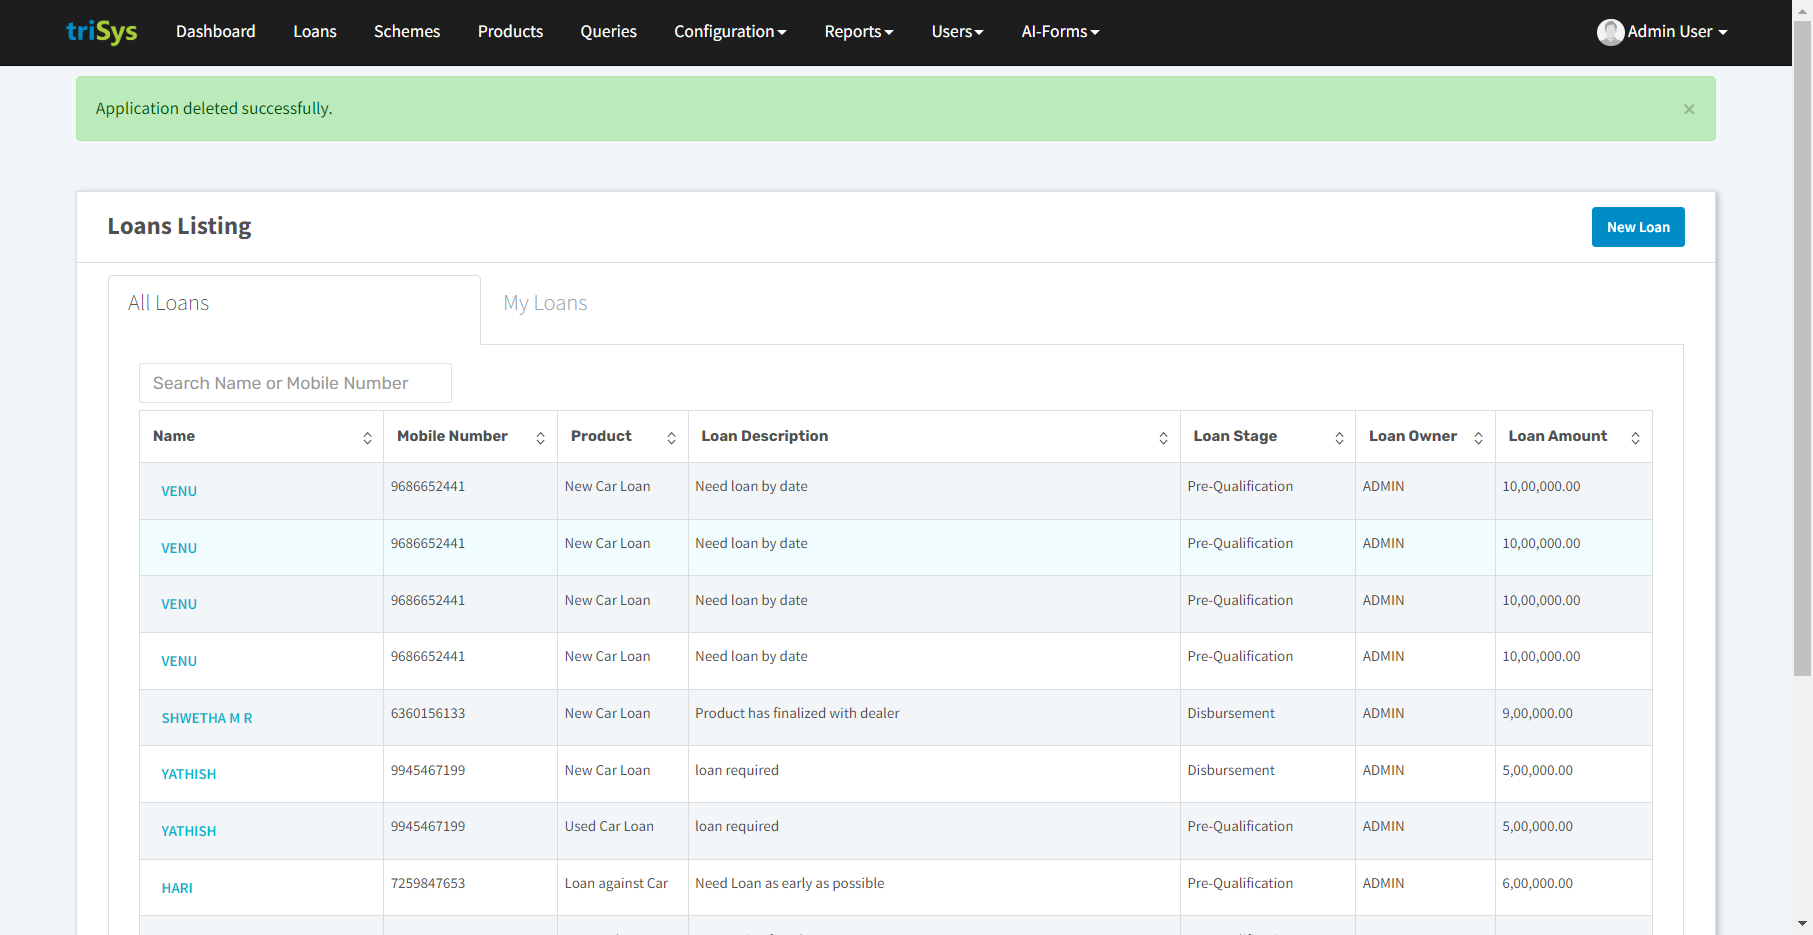 triSys Dashboard Loans Schemes Products Queries Configuration Reports Users AI-Forms Admin User
Application deleted successfully. ×
Loans Listing New Loan
All Loans My Loans
Search Name or Mobile Number
Name Mobile Number Product Loan Description Loan Stage Loan Owner Loan Amount
VENU 9686652441 New Car Loan Need loan by date Pre-Qualification ADMIN 10,00,000.00
VENU 9686652441 New Car Loan Need loan by date Pre-Qualification ADMIN 10,00,000.00
VENU 9686652441 New Car Loan Need loan by date Pre-Qualification ADMIN 10,00,000.00
VENU 9686652441 New Car Loan Need loan by date Pre-Qualification ADMIN 10,00,000.00
SHWETHA M R 6360156133 New Car Loan Product has finalized with dealer Disbursement ADMIN 9,00,000.00
YATHISH 9945467199 New Car Loan loan required Disbursement ADMIN 5,00,000.00
YATHISH 9945467199 Used Car Loan loan required Pre-Qualification ADMIN 5,00,000.00
HARI 7259847653 Loan against Car Need Loan as early as possible Pre-Qualification ADMIN 6,00,000.00